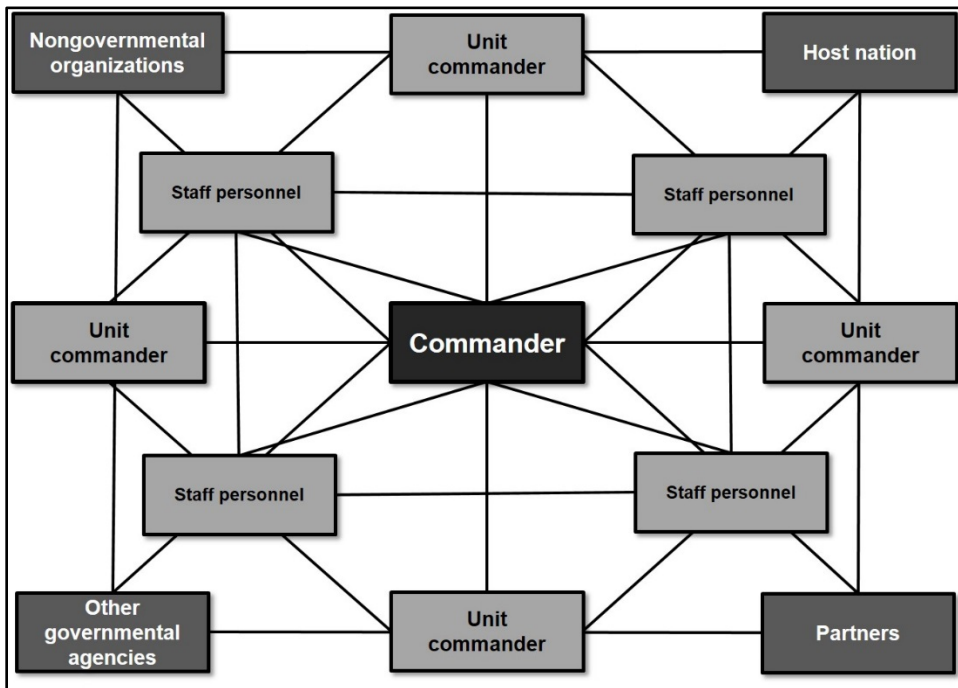 Nongovernmental
organizations
Unit
commander
Host nation
Staff personnel
Staff personnel
Unit
commander
Commander
Unit
commander
Staff personnel
Staff personnel
Other
governmental
agencies
Unit
commander
Partners